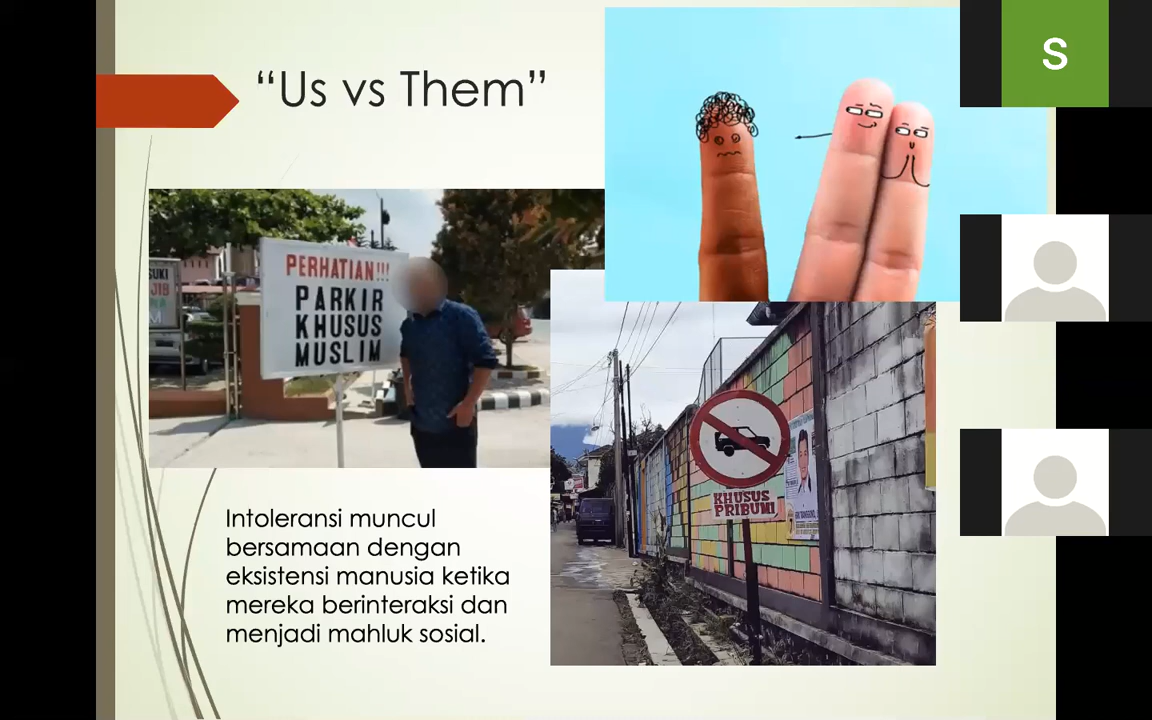 “Us vs Them”
S
SUKI
PERHATIAN!!!
PARKIR
KHUSUS
MUSLIM
KHUSUS
PRIBUMI
Intoleransi muncul
bersamaan dengan
eksistensi manusia ketika
mereka berinteraksi dan
menjadi mahluk sosial.